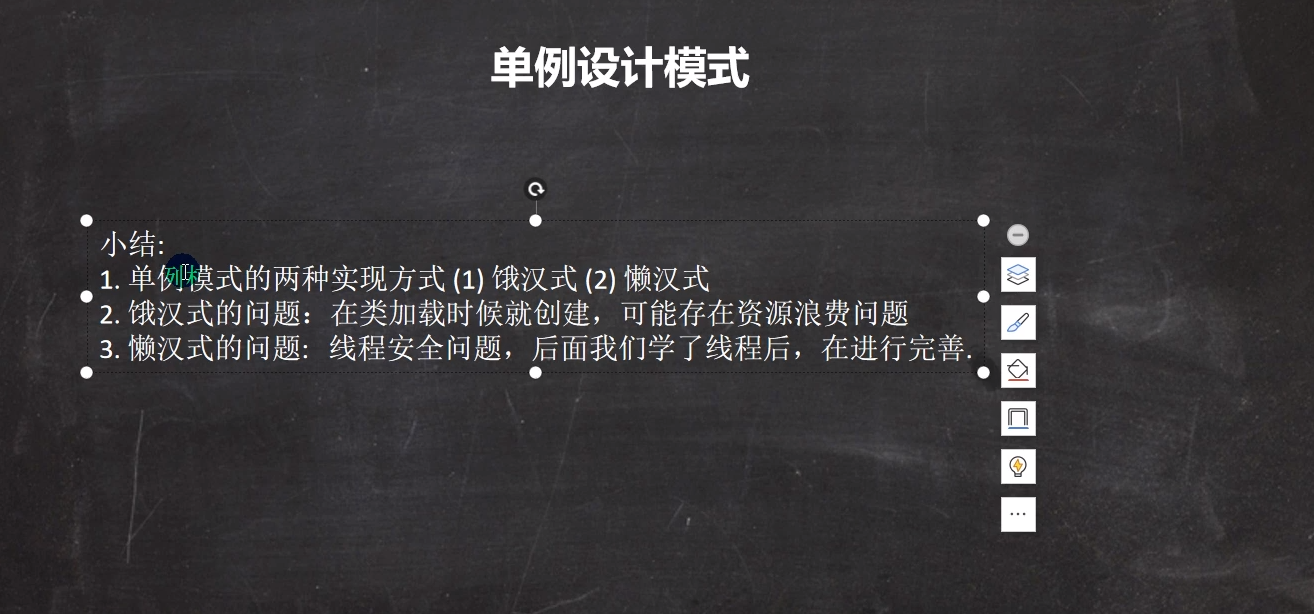 单例设计模式
小结:
1. 单例模式的两种实现方式 (1) 饿汉式 (2) 懒汉式
2. 饿汉式的问题：在类加载时候就创建，可能存在资源浪费问题
3. 懒汉式的问题：线程安全问题，后面我们学了线程后，在进行完善.